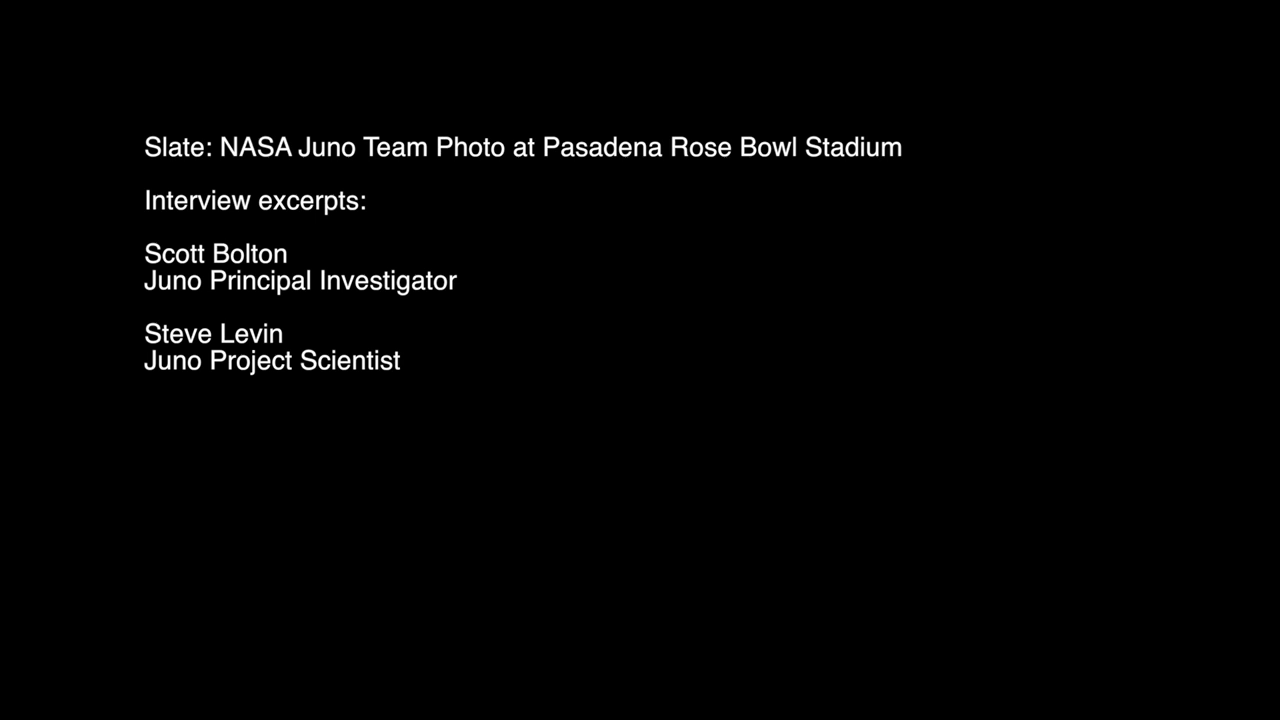 Slate: NASA Juno Team Photo at Pasadena Rose Bowl Stadium
Interview excerpts:
Scott Bolton
Juno Principal Investigator
Steve Levin
Juno Project Scientist